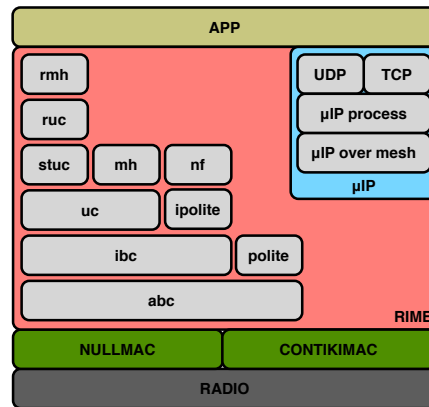 APP
rmh
UDP TCP
ruc
µIP process
stuc mh nf
µIP over mesh
µIP
uc ipolite
ibc polite
abc
RIME
NULLMAC CONTIKIMAC
RADIO